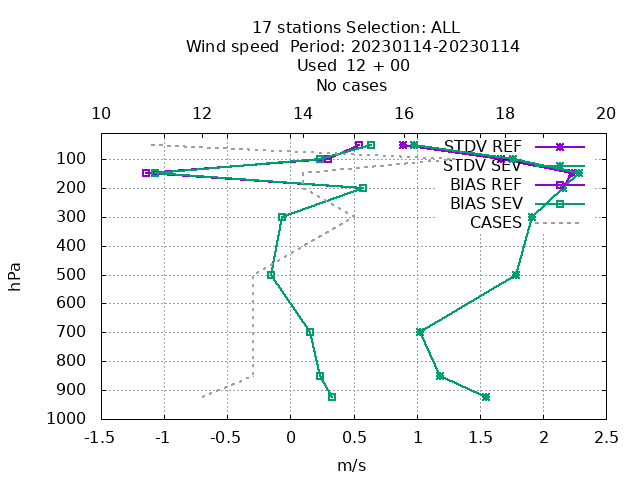 17 stations Selection: ALL
Wind speed  Period: 20230114-20230114
Used  12 + 00
No cases
10 12 14 16 18 20
STDV REF
STDV SEV
BIAS REF
BIAS SEV
CASES
100
200
300
400
500
600
700
800
900
1000
hPa
-1.5 -1 -0.5 0 0.5 1 1.5 2 2.5
m/s